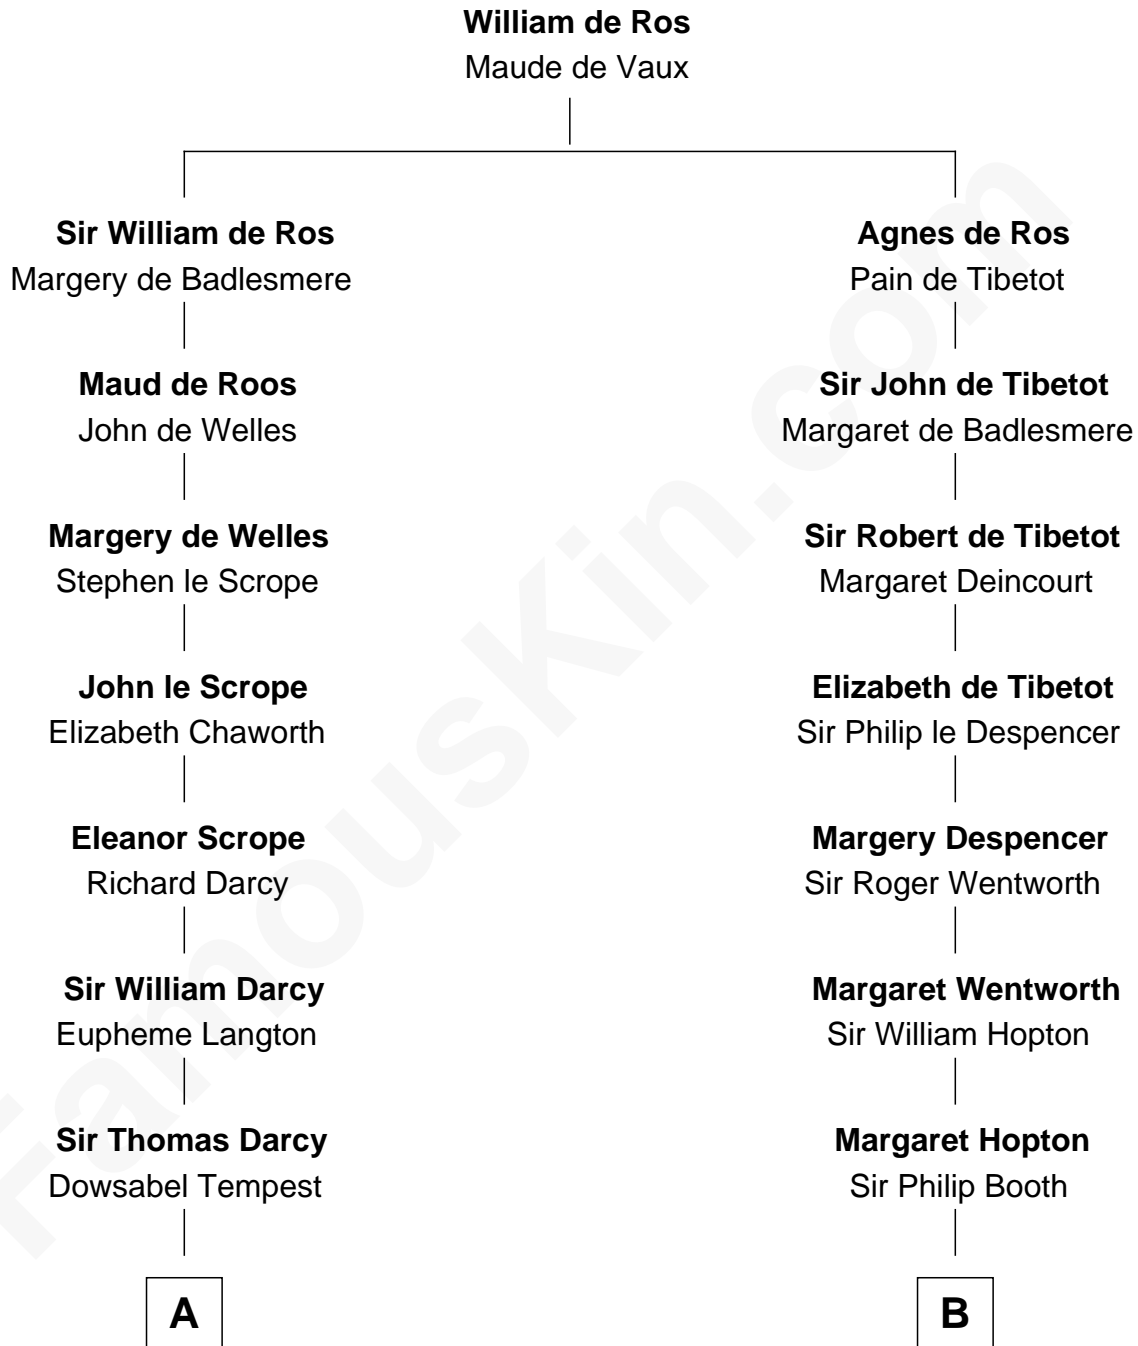 William de Ros
Maude de Vaux
Sir William de Ros
Margery de Badlesmere
Agnes de Ros
Pain de Tibetot
Maud de Roos
John de Welles
Sir John de Tibetot
Margaret de Badlesmere
Margery de Welles
Stephen le Scrope
Sir Robert de Tibetot
Margaret Deincourt
John le Scrope
Elizabeth Chaworth
Elizabeth de Tibetot
Sir Philip le Despencer
Eleanor Scrope
Richard Darcy
Margery Despencer
Sir Roger Wentworth
Sir William Darcy
Eupheme Langton
Margaret Wentworth
Sir William Hopton
Sir Thomas Darcy
Dowsabel Tempest
Margaret Hopton
Sir Philip Booth
A
B
FamousKin.com